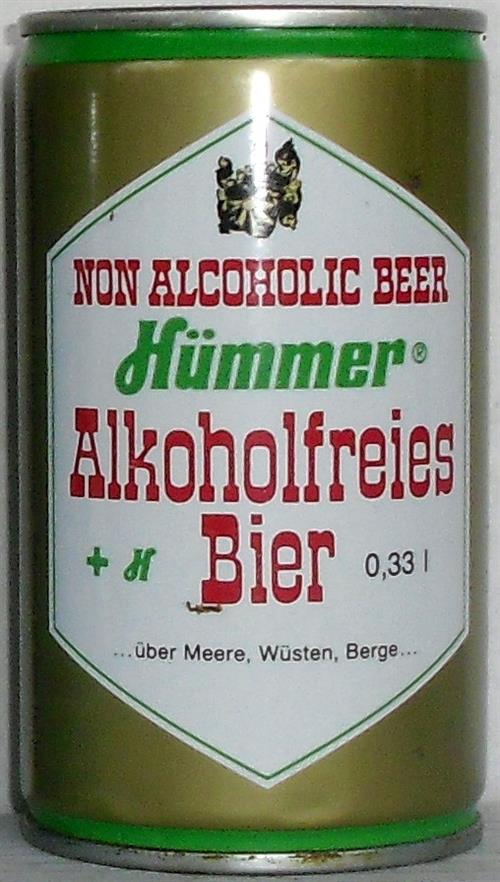 NON ALCOHOLIC BEER
Hümmer®
Alkoholfreies
Bier
+ H 0,33 l
...über Meere, Wüsten, Berge...